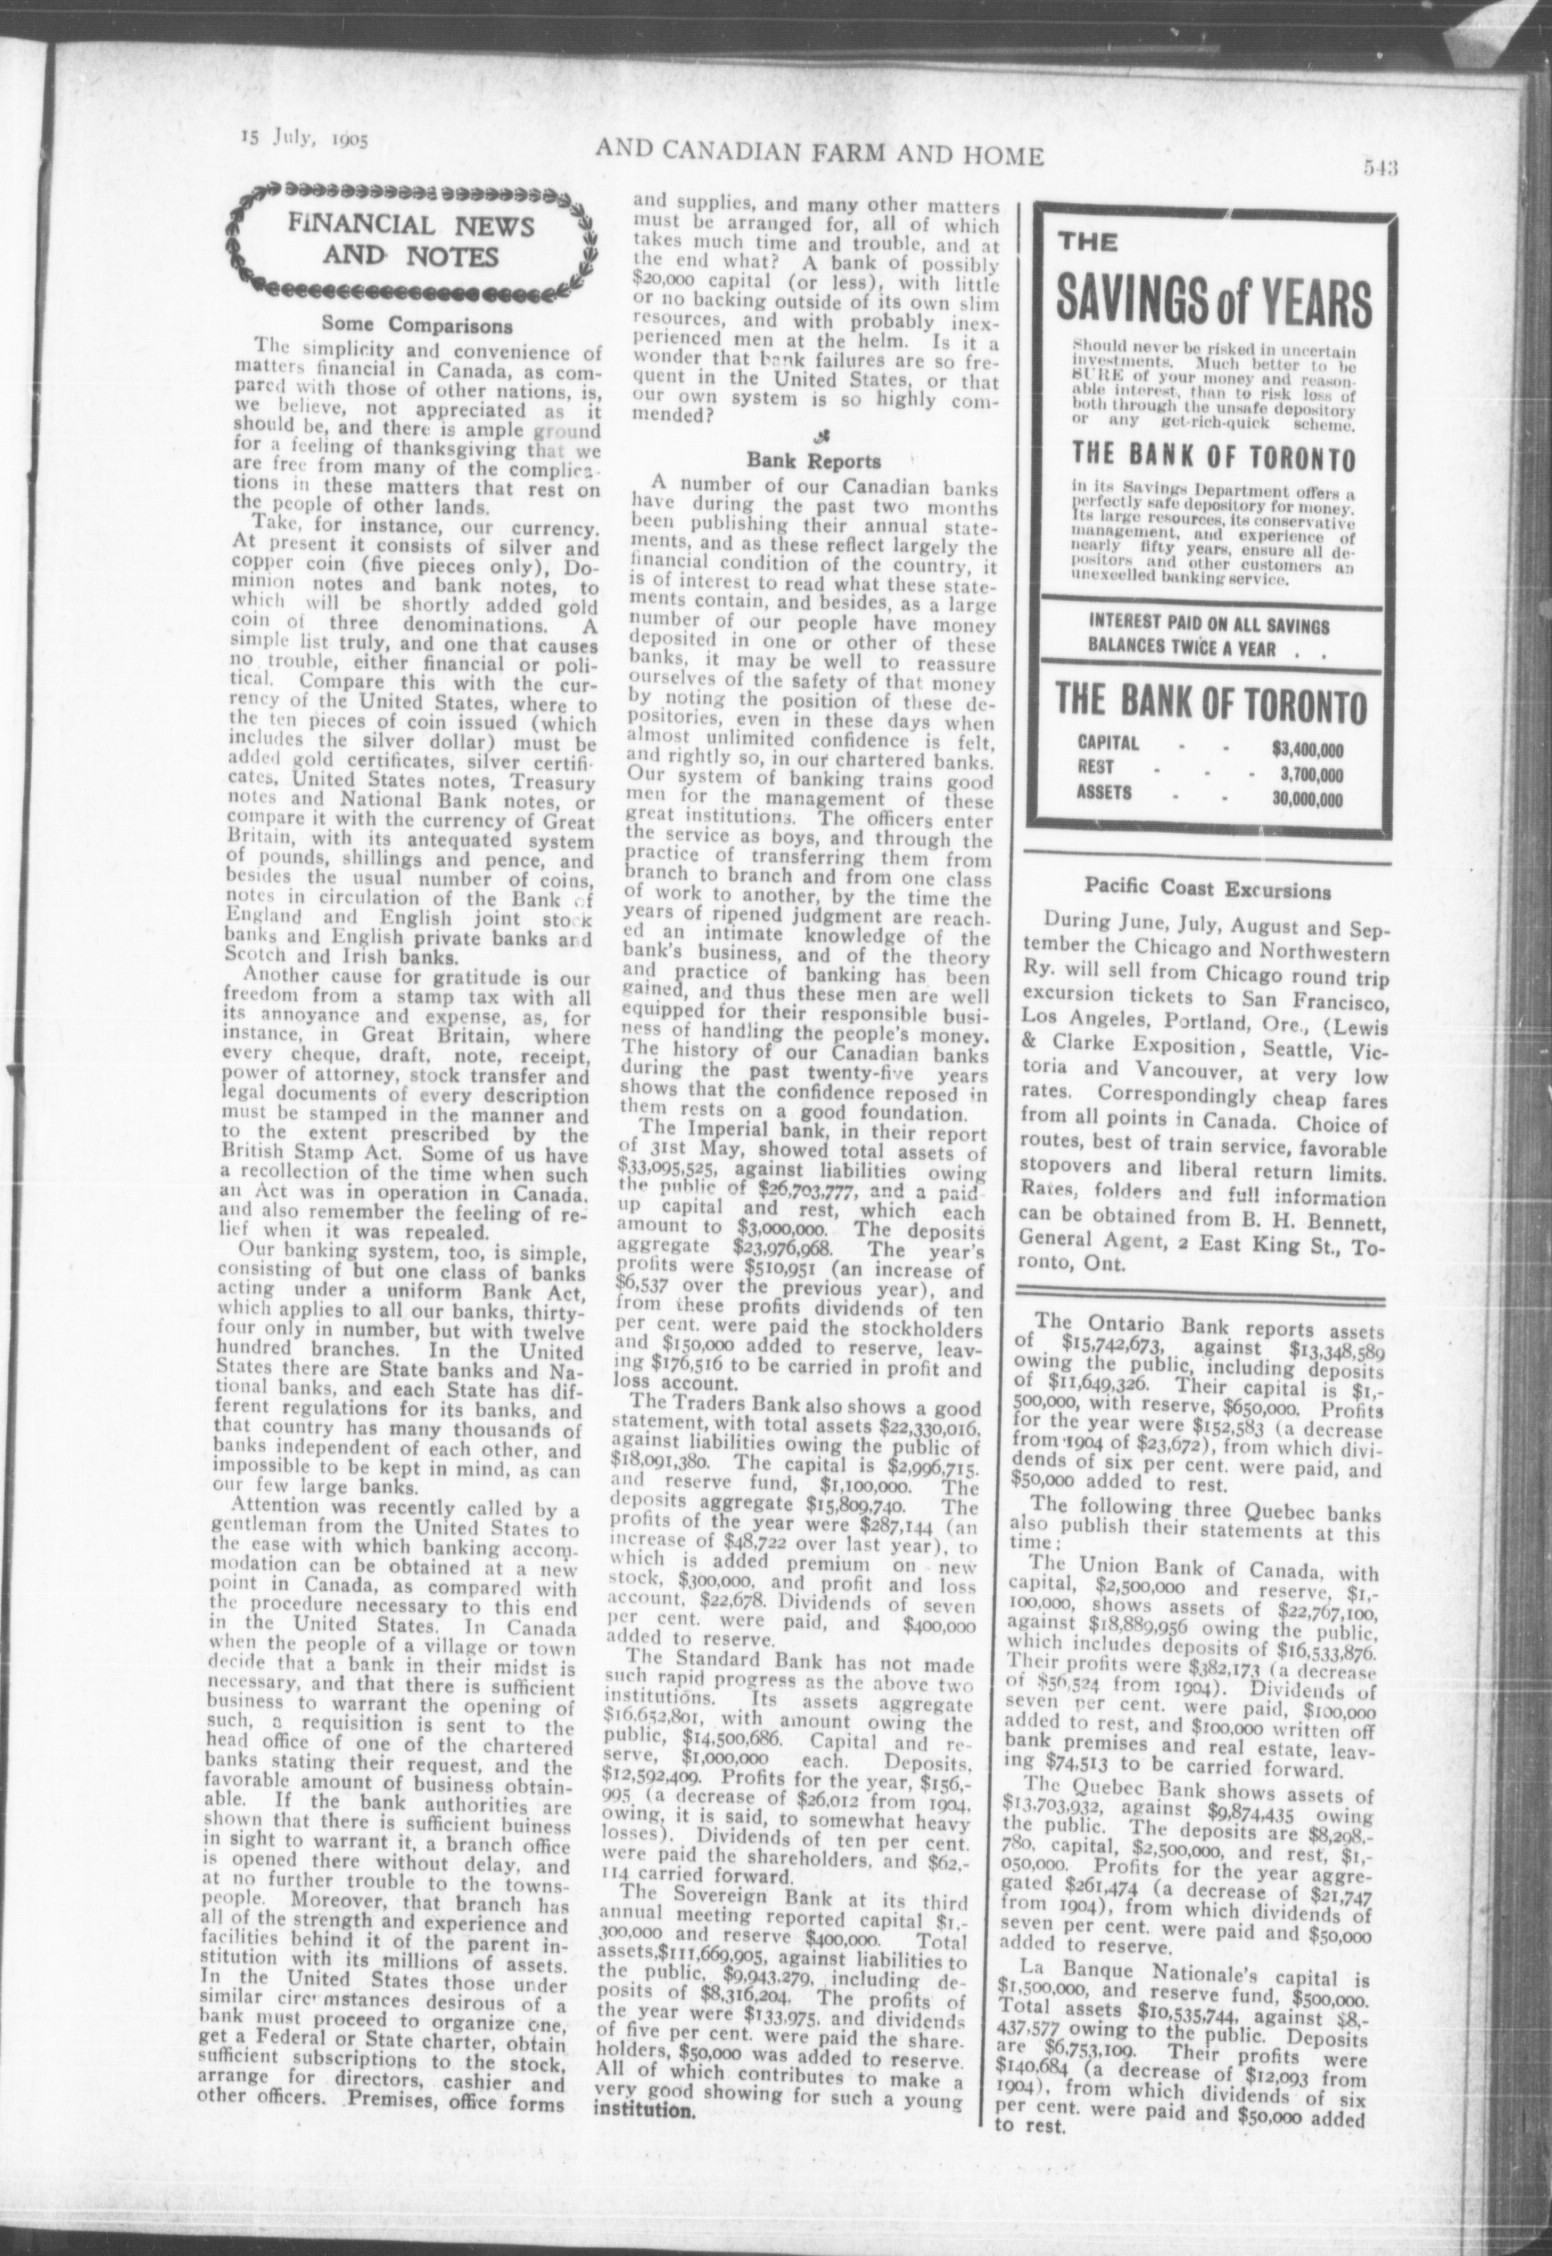 15 July, 1905
AND CANADIAN FARM AND HOME
543
FINANCIAL NEWS
AND NOTES
Some Comparisons
The simplicity and convenience of
matters financial in Canada, as com-
pared with those of other nations, is,
we believe, not appreciated as it
should be, and there is ample ground
for a feeling of thanksgiving that we
are free from many of the complica-
tions in these matters that rest on
the people of other lands.
Take, for instance, our currency.
At present it consists of silver and
copper coin (five pieces only), Do-
minion notes and bank notes, to
which will be shortly added gold
coin of three denominations. A
simple list truly, and one that causes
no trouble, either financial or poli-
tical. Compare this with the cur-
rency of the United States, where to
the ten pieces of coin issued (which
includes the silver dollar) must be
added gold certificates, silver certifi-
cates, United States notes, Treasury
notes and National Bank notes, or
compare it with the currency of Great
Britain, with its antequated system
of pounds, shillings and pence, and
besides the usual number of coins,
notes in circulation of the Bank of
England and English joint stock
banks and English private banks and
Scotch and Irish banks.
Another cause for gratitude is our
freedom from a stamp tax with all
its annoyance and expense, as, for
instance, in Great Britain, where
every cheque, draft, note, receipt,
power of attorney, stock transfer and
legal documents of every description
must be stamped in the manner and
to the extent prescribed by the
British Stamp Act. Some of us have
a recollection of the time when such
an Act was in operation in Canada,
and also remember the feeling of re-
lief when it was repealed.
Our banking system, too, is simple,
consisting of but one class of banks
acting under a uniform Bank Act,
which applies to all our banks, thirty-
four only in number, but with twelve
hundred branches. In the United
States there are State banks and Na-
tional banks, and each State has dif-
ferent regulations for its banks, and
that country has many thousands of
banks independent of each other, and
impossible to be kept in mind, as can
our few large banks.
Attention was recently called by a
gentleman from the United States to
the ease with which banking accom-
modation can be obtained at a new
point in Canada, as compared with
the procedure necessary to this end
in the United States. In Canada
when the people of a village or town
decide that a bank in their midst is
necessary, and that there is sufficient
business to warrant the opening of
such, a requisition is sent to the
head office of one of the chartered
banks stating their request, and the
favorable amount of business obtain-
able. If the bank authorities are
shown that there is sufficient buiness
in sight to warrant it, a branch office
is opened there without delay, and
at no further trouble to the towns-
people. Moreover, that branch has
all of the strength and experience and
facilities behind it of the parent in-
stitution with its millions of assets.
In the United States those under
similar circumstances desirous of a
bank must proceed to organize one,
get a Federal or State charter, obtain
sufficient subscriptions to the stock,
arrange for directors, cashier and
other officers. Premises, office forms
and supplies, and many other matters
must be arranged for, all of which
takes much time and trouble, and at
the end what? A bank of possibly
$20,000 capital (or less), with little
or no backing outside of its own slim
resources, and with probably inex-
perienced men at the helm. Is it a
wonder that bank failures are so fre-
quent in the United States, or that
our own system is so highly com-
mended?
Bank Reports
A number of our Canadian banks
have during the past two months
been publishing their annual state-
ments, and as these reflect largely the
financial condition of the country, it
is of interest to read what these state-
ments contain, and besides, as a large
number of our people have money
deposited in one or other of these
banks, it may be well to reassure
ourselves of the safety of that money
by noting the position of these de-
positories, even in these days when
almost unlimited confidence is felt,
and rightly so, in our chartered banks.
Our system of banking trains good
men for the management of these
great institutions. The officers enter
the service as boys, and through the
practice of transferring them from
branch to branch and from one class
of work to another, by the time the
years of ripened judgment are reach-
ed an intimate knowledge of the
bank's business, and of the theory
and practice of banking has been
gained, and thus these men are well
equipped for their responsible busi-
ness of handling the people's money.
The history of our Canadian banks
during the past twenty-five years
shows that the confidence reposed in
them rests on a good foundation.
The Imperial bank, in their report
of 31st May, showed total assets of
$33,095,525, against liabilities owing
the public of $26,703,777, and a paid
up capital and rest, which each
amount to $3,000,000. The deposits
aggregate $23,976,968. The year's
profits were $510,951 (an increase of
$6,537 over the previous year), and
from these profits dividends of ten
per cent. were paid the stockholders
and $150,000 added to reserve, leav-
ing $176,516 to be carried in profit and
loss account.
The Traders Bank also shows a good
statement, with total assets $22,330,016,
against liabilities owing the public of
$18,091,380. The capital is $2,996,715.
and reserve fund, $1,100,000. The
deposits aggregate $15,809,740. The
profits of the year were $287,144 (an
increase of $48,722 over last year), to
which is added premium on new
stock, $300,000, and profit and loss
account, $22,678. Dividends of seven
per cent. were paid, and $400,000
added to reserve.
The Standard Bank has not made
such rapid progress as the above two
institutions. Its assets aggregate
$16,652,801, with amount owing the
public, $14,500,686. Capital and re-
serve, $1,000,000 each. Deposits,
$12,592,409. Profits for the year, $156,-
995 (a decrease of $26,012 from 1904,
owing, it is said, to somewhat heavy
losses). Dividends of ten per cent.
were paid the shareholders, and $62,-
114 carried forward.
The Sovereign Bank at its third
annual meeting reported capital $1,-
300,000 and reserve $400,000. Total
assets,$111,669,905, against liabilities to
the public, $9,943,279, including de-
posits of $8,316,204. The profits of
the year were $133,975, and dividends
of five per cent. were paid the share-
holders, $50,000 was added to reserve.
All of which contributes to make a
very good showing for such a young
institution.
THE
SAVINGS of YEARS
Should never be risked in uncertain
investments. Much better to be
SURE of your money and reason-
able interest, than to risk loss of
both through the unsafe depository
or any get-rich-quick scheme.
THE BANK OF TORONTO
in its Savings Department offers a
perfectly safe depository for money.
Its large resources, its conservative
management, and experience of
nearly fifty years, ensure all de-
positors and other customers an
unexcelled banking service.
INTEREST PAID ON ALL SAVINGS
BALANCES TWICE A YEAR . .
THE BANK OF TORONTO
CAPITAL - - $3,400,000
REST - - - 3,700,000
ASSETS - - 30,000,000
Pacific Coast Excursions
During June, July, August and Sep-
tember the Chicago and Northwestern
Ry. will sell from Chicago round trip
excursion tickets to San Francisco,
Los Angeles, Portland, Ore., (Lewis
& Clarke Exposition, Seattle, Vic-
toria and Vancouver, at very low
rates. Correspondingly cheap fares
from all points in Canada. Choice of
routes, best of train service, favorable
stopovers and liberal return limits.
Rates, folders and full information
can be obtained from B. H. Bennett,
General Agent, 2 East King St., To-
ronto, Ont.
The Ontario Bank reports assets
of $15,742,673, against $13,348,589
owing the public, including deposits
of $11,649,326. Their capital is $1,-
500,000, with reserve, $650,000. Profits
for the year were $152,583 (a decrease
from 1904 of $23,672), from which divi-
dends of six per cent. were paid, and
$50,000 added to rest.
The following three Quebec banks
also publish their statements at this
time:
The Union Bank of Canada, with
capital, $2,500,000 and reserve, $1,-
100,000, shows assets of $22,767,100,
against $18,889,956 owing the public,
which includes deposits of $16,533,876.
Their profits were $382,173 (a decrease
of $56,524 from 1904). Dividends of
seven per cent. were paid, $100,000
added to rest, and $100,000 written off
bank premises and real estate, leav-
ing $74,513 to be carried forward.
The Quebec Bank shows assets of
$13,703,932, against $9,874,435 owing
the public. The deposits are $8,298,-
780, capital, $2,500,000, and rest, $1,-
050,000. Profits for the year aggre-
gated $261,474 (a decrease of $21,747
from 1904), from which dividends of
seven per cent. were paid and $50,000
added to reserve.
La Banque Nationale's capital is
$1,500,000, and reserve fund, $500,000.
Total assets $10,535,744, against $8,-
437,577 owing to the public. Deposits
are $6,753,109. Their profits were
$140,684 (a decrease of $12,093 from
1904), from which dividends of six
per cent. were paid and $50,000 added
to rest.